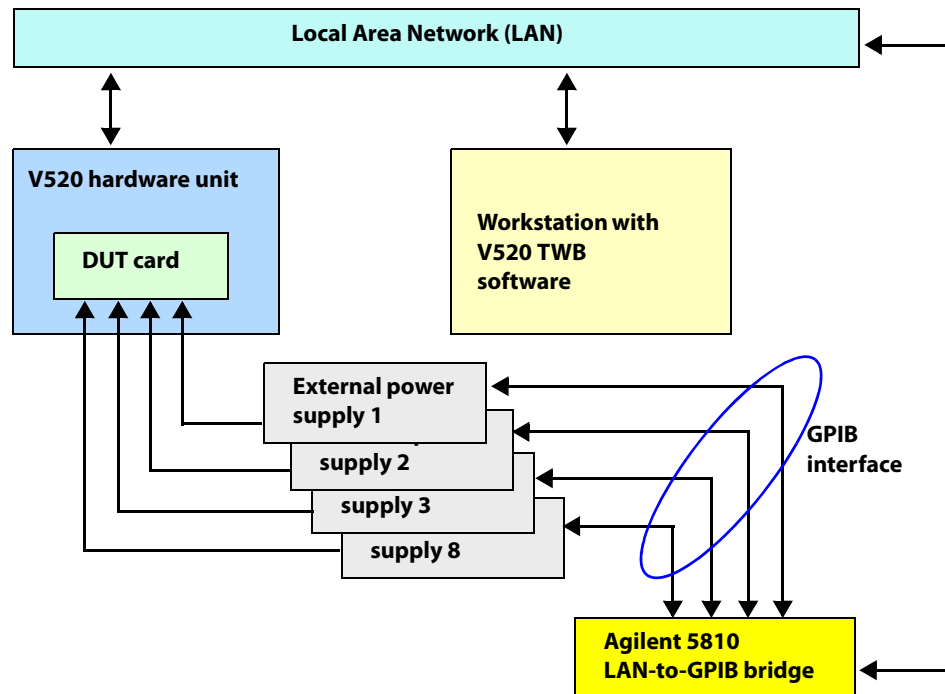 Local Area Network (LAN)
V520 hardware unit
DUT card
Workstation with
V520 TWB
software
External power
supply 1
supply 2
supply 3
supply 8
GPIB
interface
Agilent 5810
LAN-to-GPIB bridge